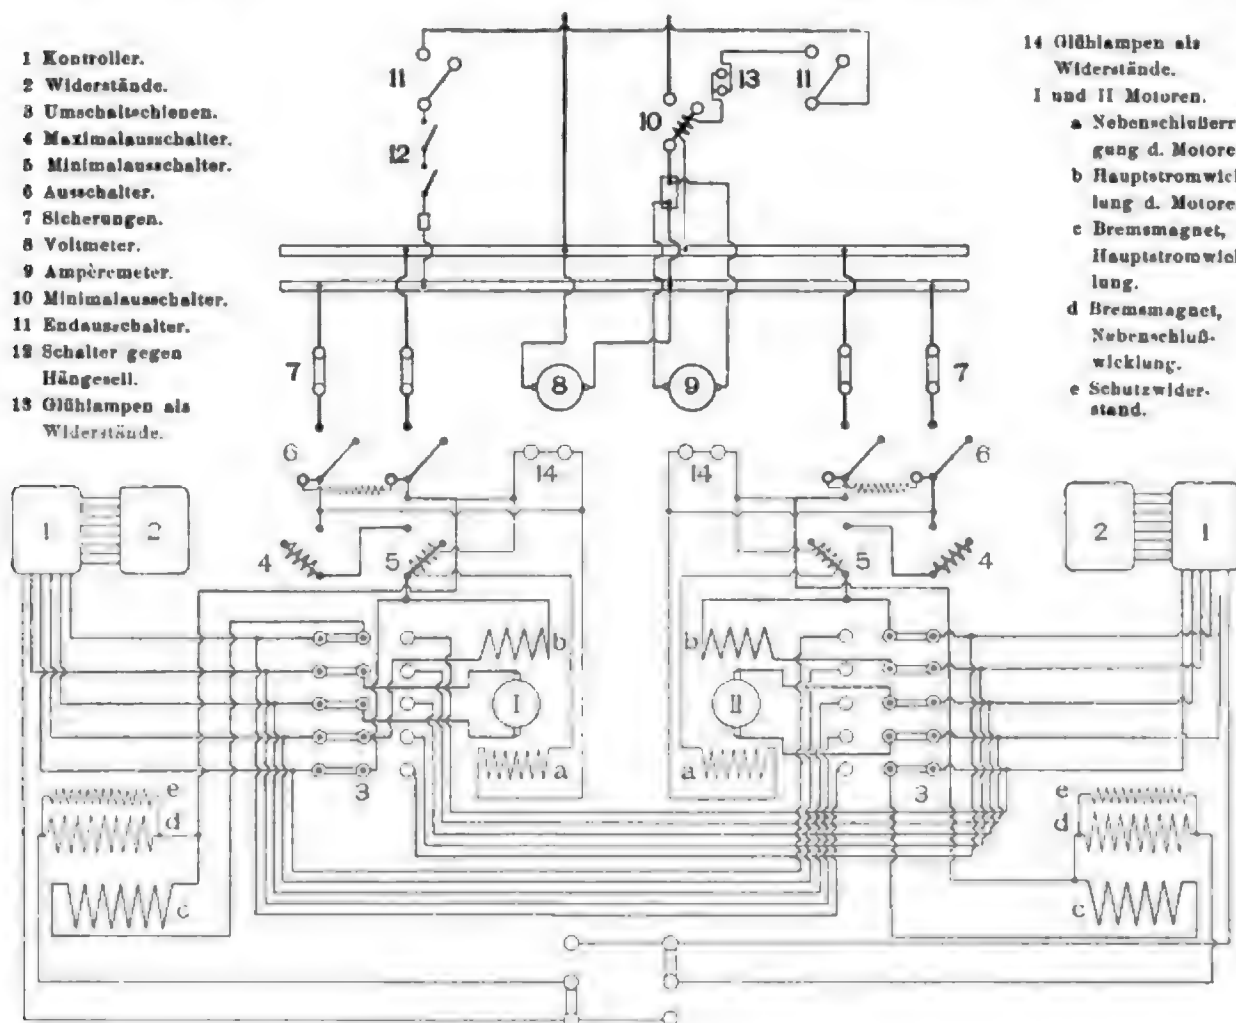 1 Kontroller.
2 Widerstände.
3 Umschaltschienen.
4 Maximalausschalter.
5 Minimalausschalter.
6 Ausschalter.
7 Sicherungen.
8 Voltmeter.
9 Ampèremeter.
10 Minimalausschalter.
11 Endausschalter.
12 Schalter gegen
Hängeseil.
13 Glühlampen als
Widerstände.
14 Glühlampen als
Widerstände.
I und II Motoren.
a Nebenschlußerr
gung d. Motore
b Hauptstromwick
lung d. Motore
c Bremsmagnet,
Hauptstromwick
lung.
d Bremsmagnet,
Nebenschluß-
wicklung.
e Schutzwider-
stand.
11
12
10
13
11
7
8
9
7
6
14
14
6
1
2
4
5
5
4
2
1
b
b
I
II
a
a
3
3
e
d
c
e
d
c